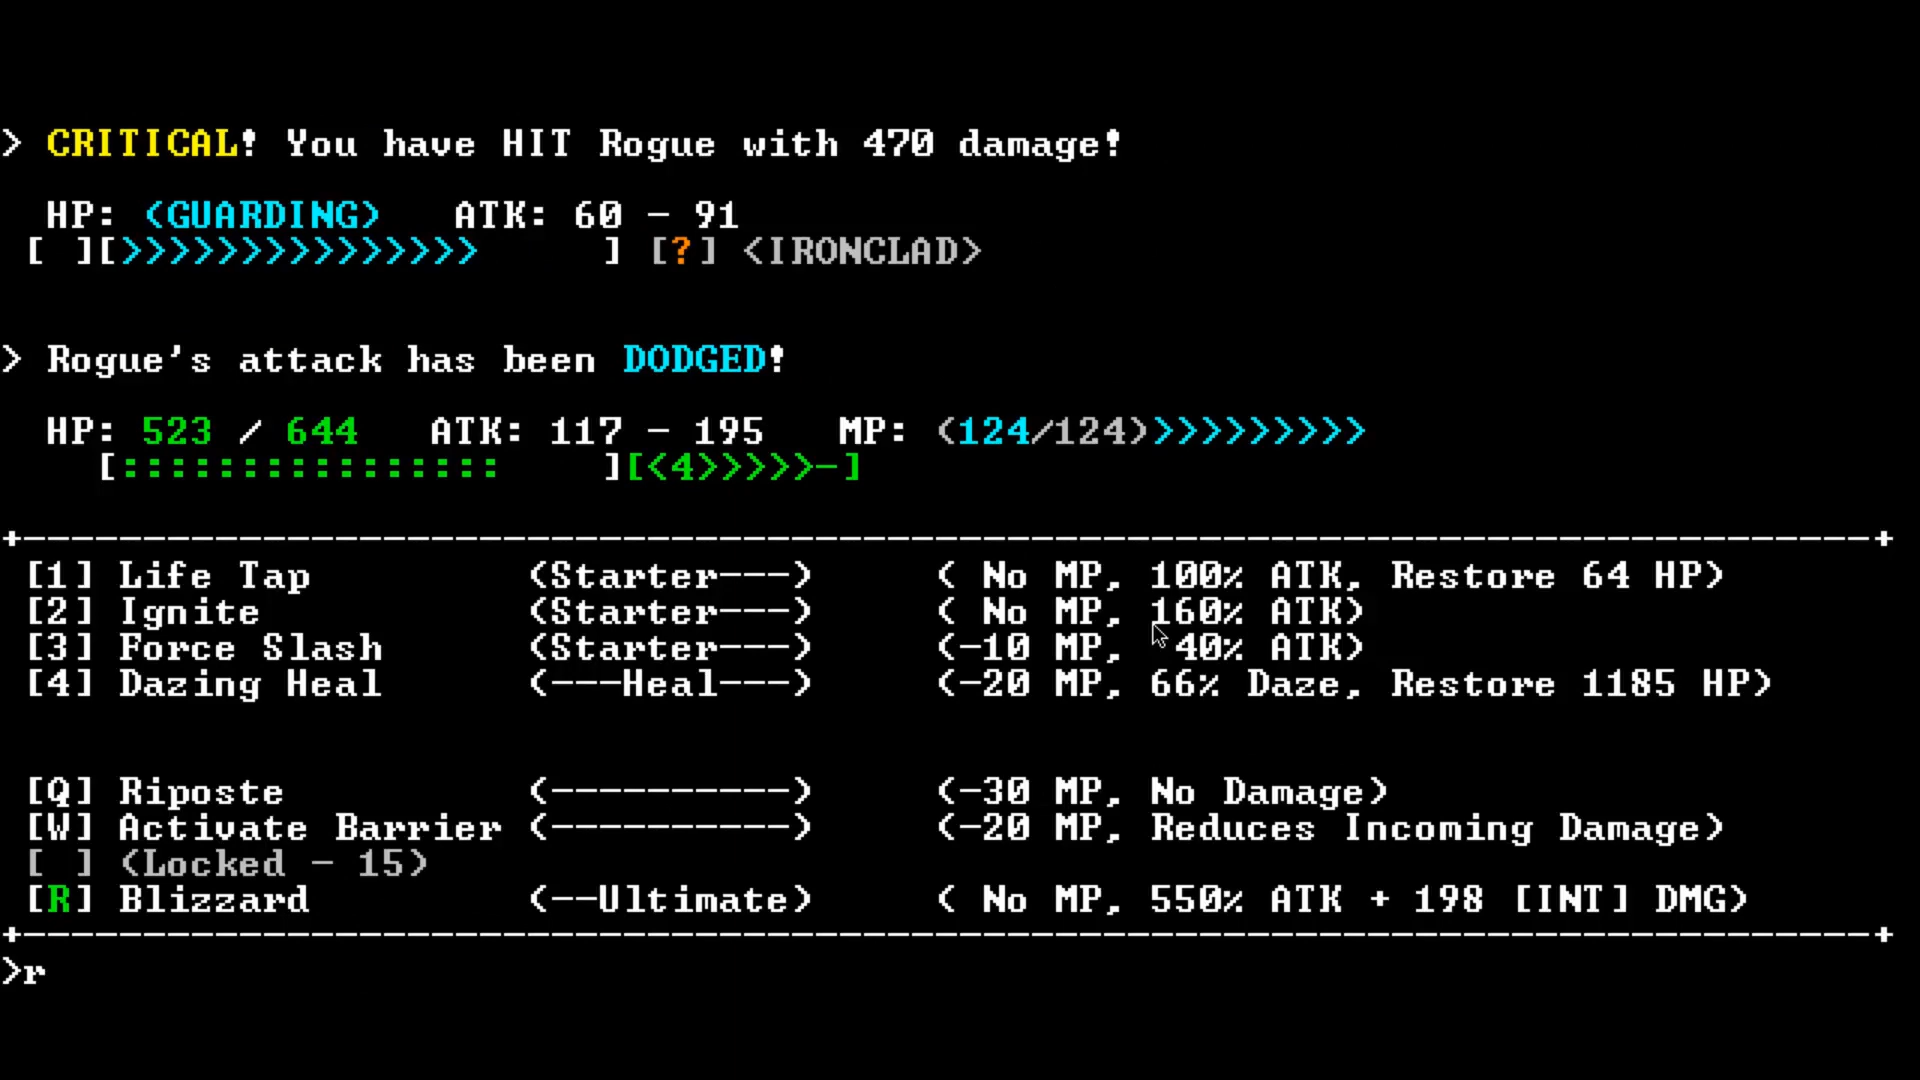 > CRITICAL! You have HIT Rogue with 470 damage!
HP: (GUARDING) ATK: 60 - 91
[ ][>>>>>>>>>>>>>>> ] [?] <IRONCLAD>
> Rogue's attack has been DODGED!
HP: 523 / 644 ATK: 117 - 195 MP: (124/124)>>>>>>>>>
[:::::::::::::::: ][<4>>>>>-]
+-----------------------------------------------------------------------------+
[1] Life Tap (Starter---) ( No MP, 100% ATK, Restore 64 HP)
[2] Ignite (Starter---) ( No MP, 160% ATK)
[3] Force Slash (Starter---) (-10 MP, 40% ATK)
[4] Dazing Heal (---Heal---) (-20 MP, 66% Daze, Restore 1185 HP)
[Q] Riposte (----------) (-30 MP, No Damage)
[W] Activate Barrier (----------) (-20 MP, Reduces Incoming Damage)
[ ] (Locked - 15)
[R] Blizzard (--Ultimate) ( No MP, 550% ATK + 198 [INT] DMG)
+-----------------------------------------------------------------------------+
>r